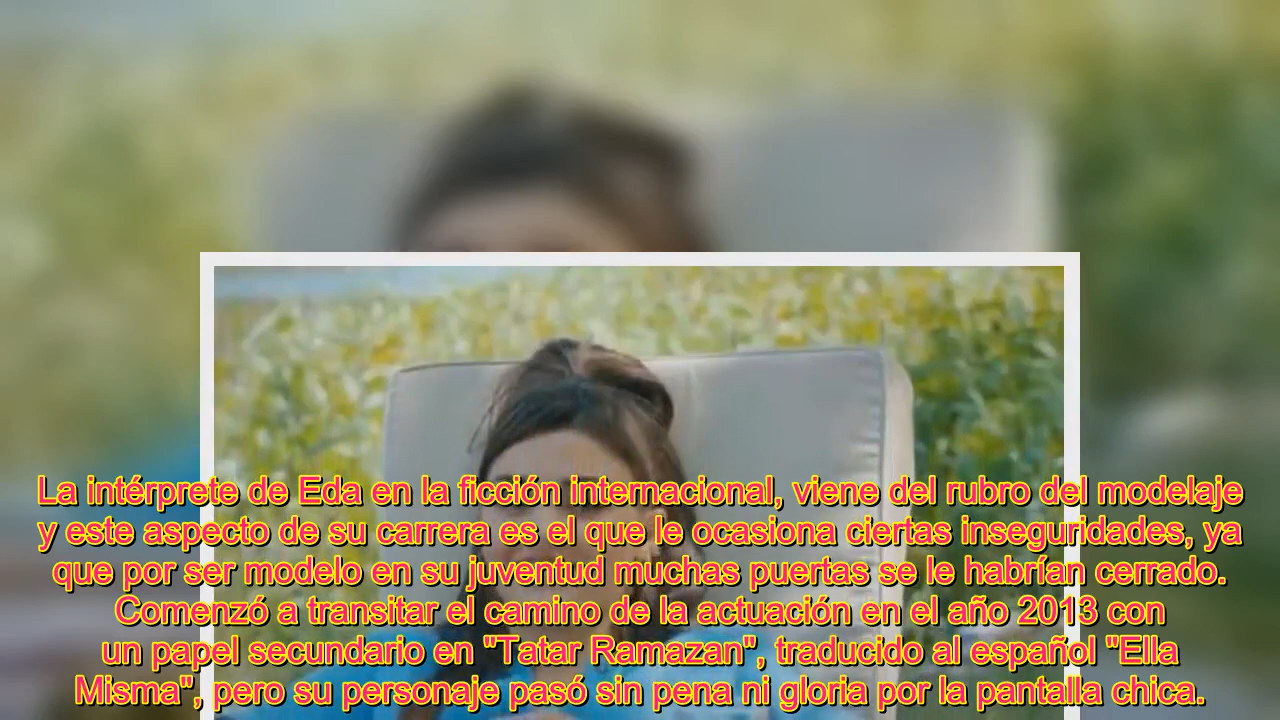 La intérprete de Eda en la ficción internacional, viene del rubro del modelaje
y este aspecto de su carrera es el que le ocasiona ciertas inseguridades, ya
que por ser modelo en su juventud muchas puertas se le habrían cerrado.
Comenzó a transitar el camino de la actuación en el año 2013 con
un papel secundario en "Tatar Ramazan", traducido al español "Ella
Misma", pero su personaje pasó sin pena ni gloria por la pantalla chica.